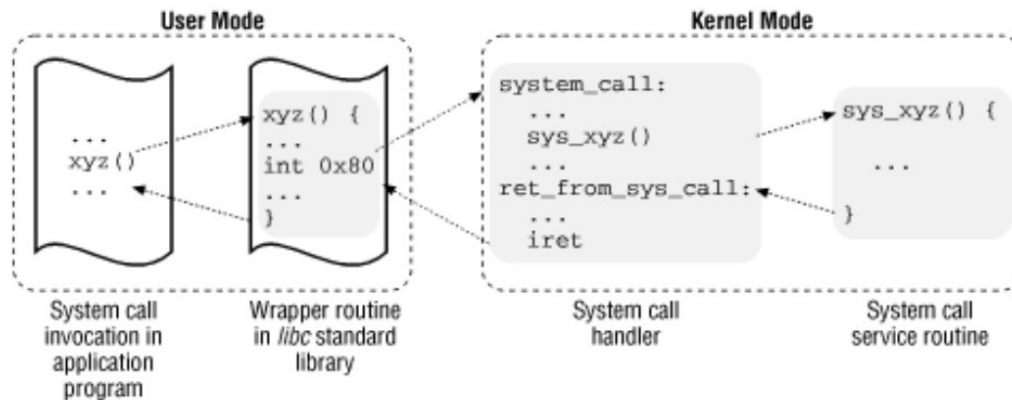 User Mode
Kernel Mode
...
xyz()
...
xyz() {
...
int 0x80
...
}
system_call:
...
sys_xyz()
...
ret_from_sys_call:
...
iret
sys_xyz() {
...
}
System call
invocation in
application
program
Wrapper routine
in libc standard
library
System call
handler
System call
service routine